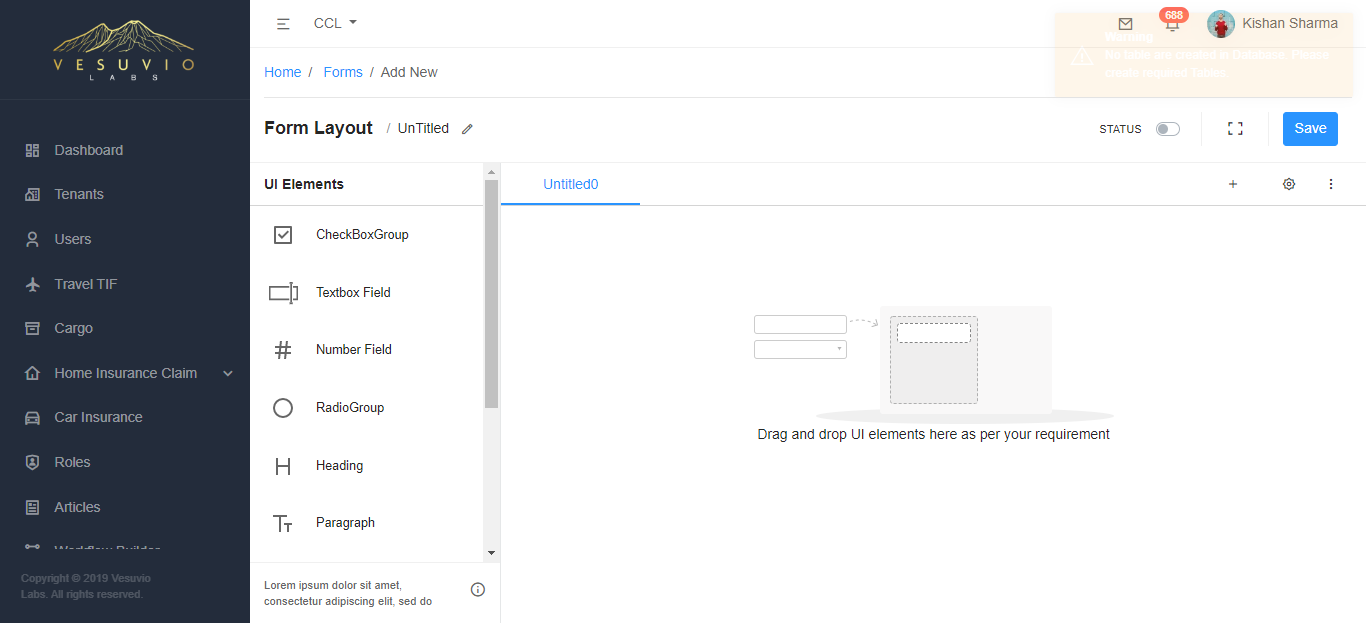 VESUVIO
LABS
Dashboard
Tenants
Users
Travel TIF
Cargo
Home Insurance Claim
Car Insurance
Roles
Articles
Workflow Builder
Copyright © 2019 Vesuvio
Labs. All rights reserved.
CCL
688
Kishan Sharma
Warning
No table are created in Database. Please
create required Tables.
Home / Forms / Add New
Form Layout / UnTitled
STATUS
Save
UI Elements
CheckBoxGroup
Textbox Field
Number Field
RadioGroup
Heading
Paragraph
Lorem ipsum dolor sit amet,
consectetur adipiscing elit, sed do
Untitled0
Drag and drop UI elements here as per your requirement